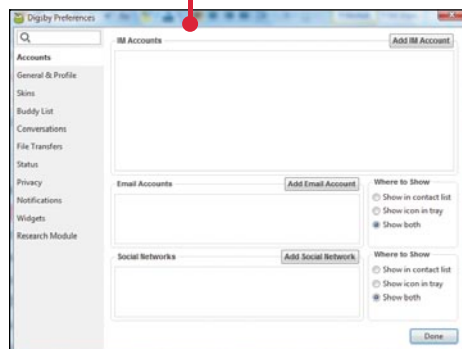 Digsby Preferences
IM Accounts
Add IM Account
Accounts
General & Profile
Skins
Buddy List
Conversations
File Transfers
Status
Privacy
Notifications
Widgets
Research Module
Email Accounts
Add Email Account
Where to Show
Show in contact list
Show icon in tray
Show both
Social Networks
Add Social Network
Where to Show
Show in contact list
Show icon in tray
Show both
Done